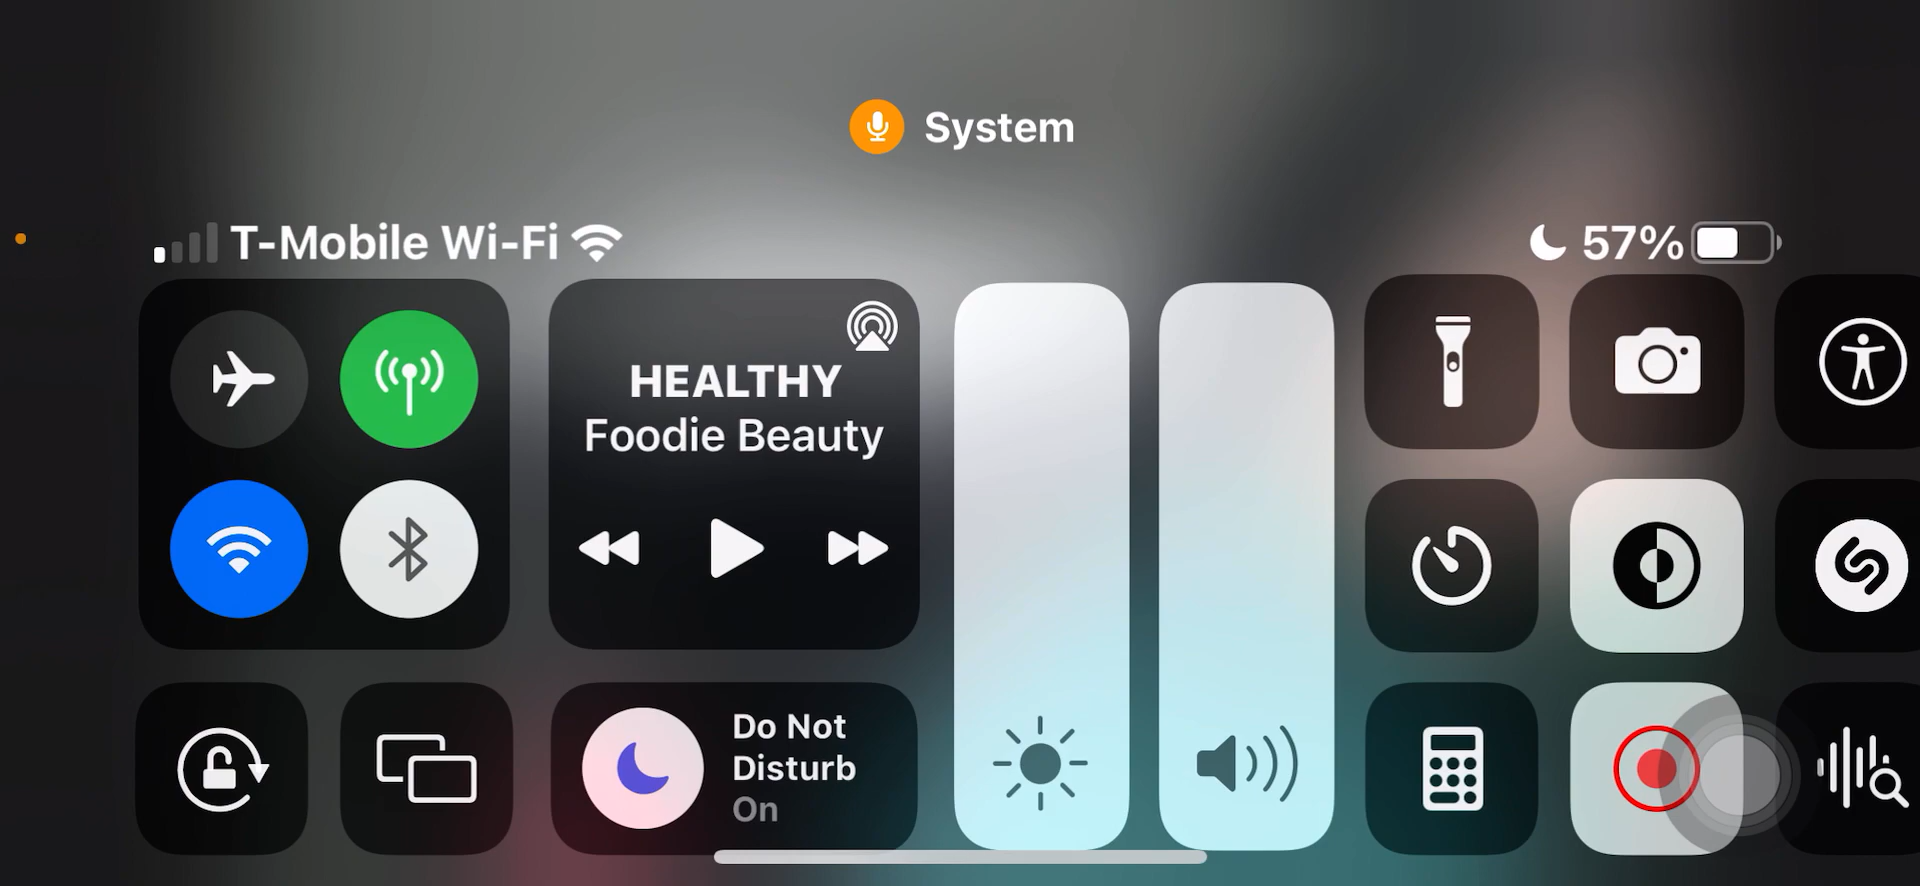 System
T-Mobile Wi-Fi
57%
HEALTHY
Foodie Beauty
Do Not
Disturb
On